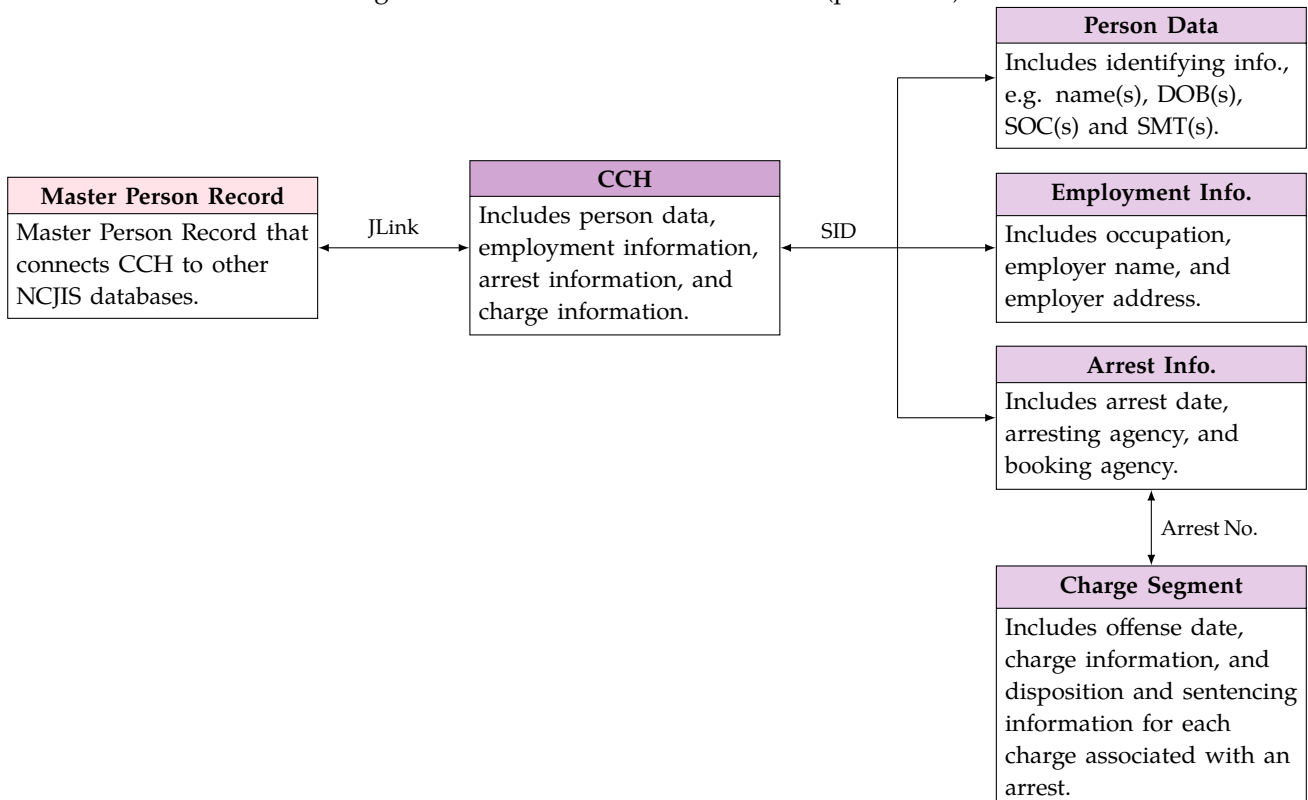 Person Data
Includes identifying info.,
e.g. name(s), DOB(s),
SOC(s) and SMT(s).
Master Person Record
Master Person Record that
connects CCH to other
NCJIS databases.
JLink
CCH
Includes person data,
employment information,
arrest information, and
charge information.
SID
Employment Info.
Includes occupation,
employer name, and
employer address.
Arrest Info.
Includes arrest date,
arresting agency, and
booking agency.
Arrest No.
Charge Segment
Includes offense date,
charge information, and
disposition and sentencing
information for each
charge associated with an
arrest.